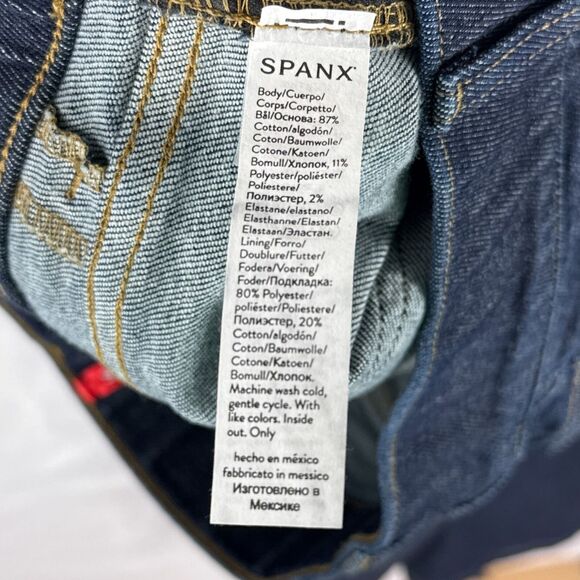 SPANX
Body/Cuerpo/
Corps/Corpetto/
Bål/Основа: 87%
Cotton/algodón/
Coton/Baumwolle/
Cotone/Katoen/
Bomull/Хлопок, 11%
Polyester/poliéster/
Poliestere/
Полиэстер, 2%
Elastane/elastano/
Elasthanne/Elastan/
Elastaan/Эластан.
Lining/Forro/
Doublure/Futter/
Fodera/Voering/
Foder/Подкладка:
80% Polyester/
poliéster/Poliestere/
Полиэстер, 20%
Cotton/algodón/
Coton/Baumwolle/
Cotone/Katoen/
Bomull/Хлопок.
Machine wash cold,
gentle cycle. With
like colors. Inside
out. Only
hecho en méxico
fabbricato in messico
Изготовлено в
Мексике